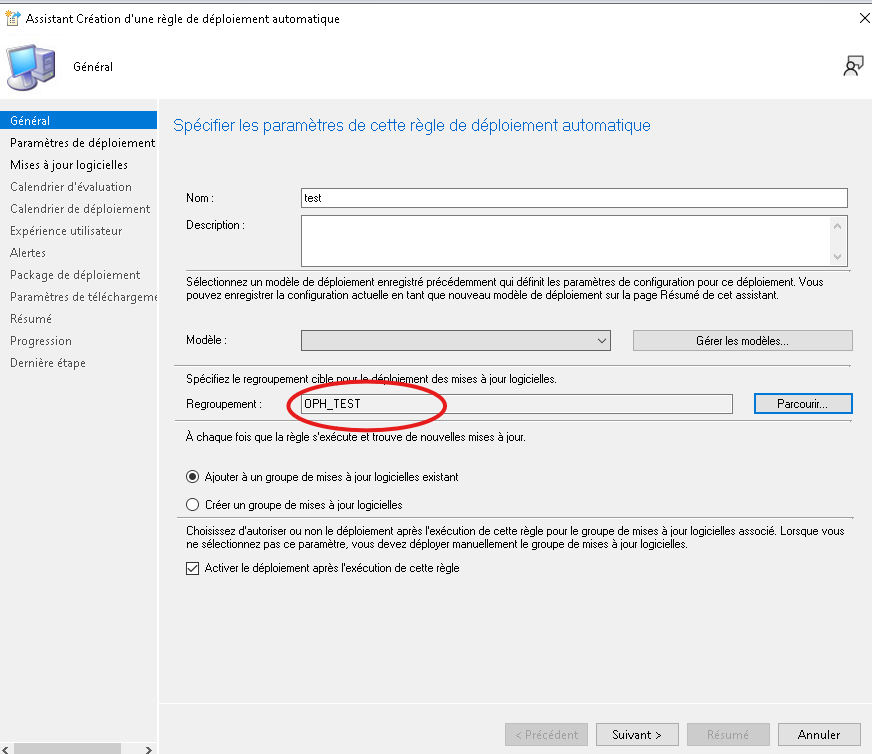 Assistant Création d'une règle de déploiement automatique
Général
Général
Paramètres de déploiement
Mises à jour logicielles
Calendrier d'évaluation
Calendrier de déploiement
Expérience utilisateur
Alertes
Package de déploiement
Paramètres de téléchargeme
Résumé
Progression
Dernière étape
Spécifier les paramètres de cette règle de déploiement automatique
Nom : test
Description :
Sélectionnez un modèle de déploiement enregistré précédemment qui définit les paramètres de configuration pour ce déploiement. Vous
pouvez enregistrer la configuration actuelle en tant que nouveau modèle de déploiement sur la page Résumé de cet assistant.
Modèle : Gérer les modèles...
Spécifiez le regroupement cible pour le déploiement des mises à jour logicielles.
Regroupement : OPH_TEST Parcourir...
À chaque fois que la règle s'exécute et trouve de nouvelles mises à jour.
Ajouter à un groupe de mises à jour logicielles existant
Créer un groupe de mises à jour logicielles
Choisissez d'autoriser ou non le déploiement après l'exécution de cette règle pour le groupe de mises à jour logicielles associé. Lorsque vous
ne sélectionnez pas ce paramètre, vous devez déployer manuellement le groupe de mises à jour logicielles.
Activer le déploiement après l'exécution de cette règle
< Précédent Suivant > Résumé Annuler